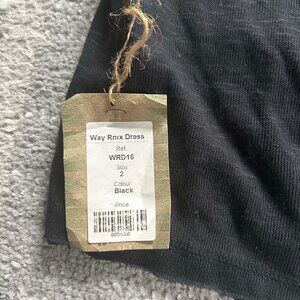 Way Rmx Dress
Ref.
WRD18
Size
2
Colour
Black
Price